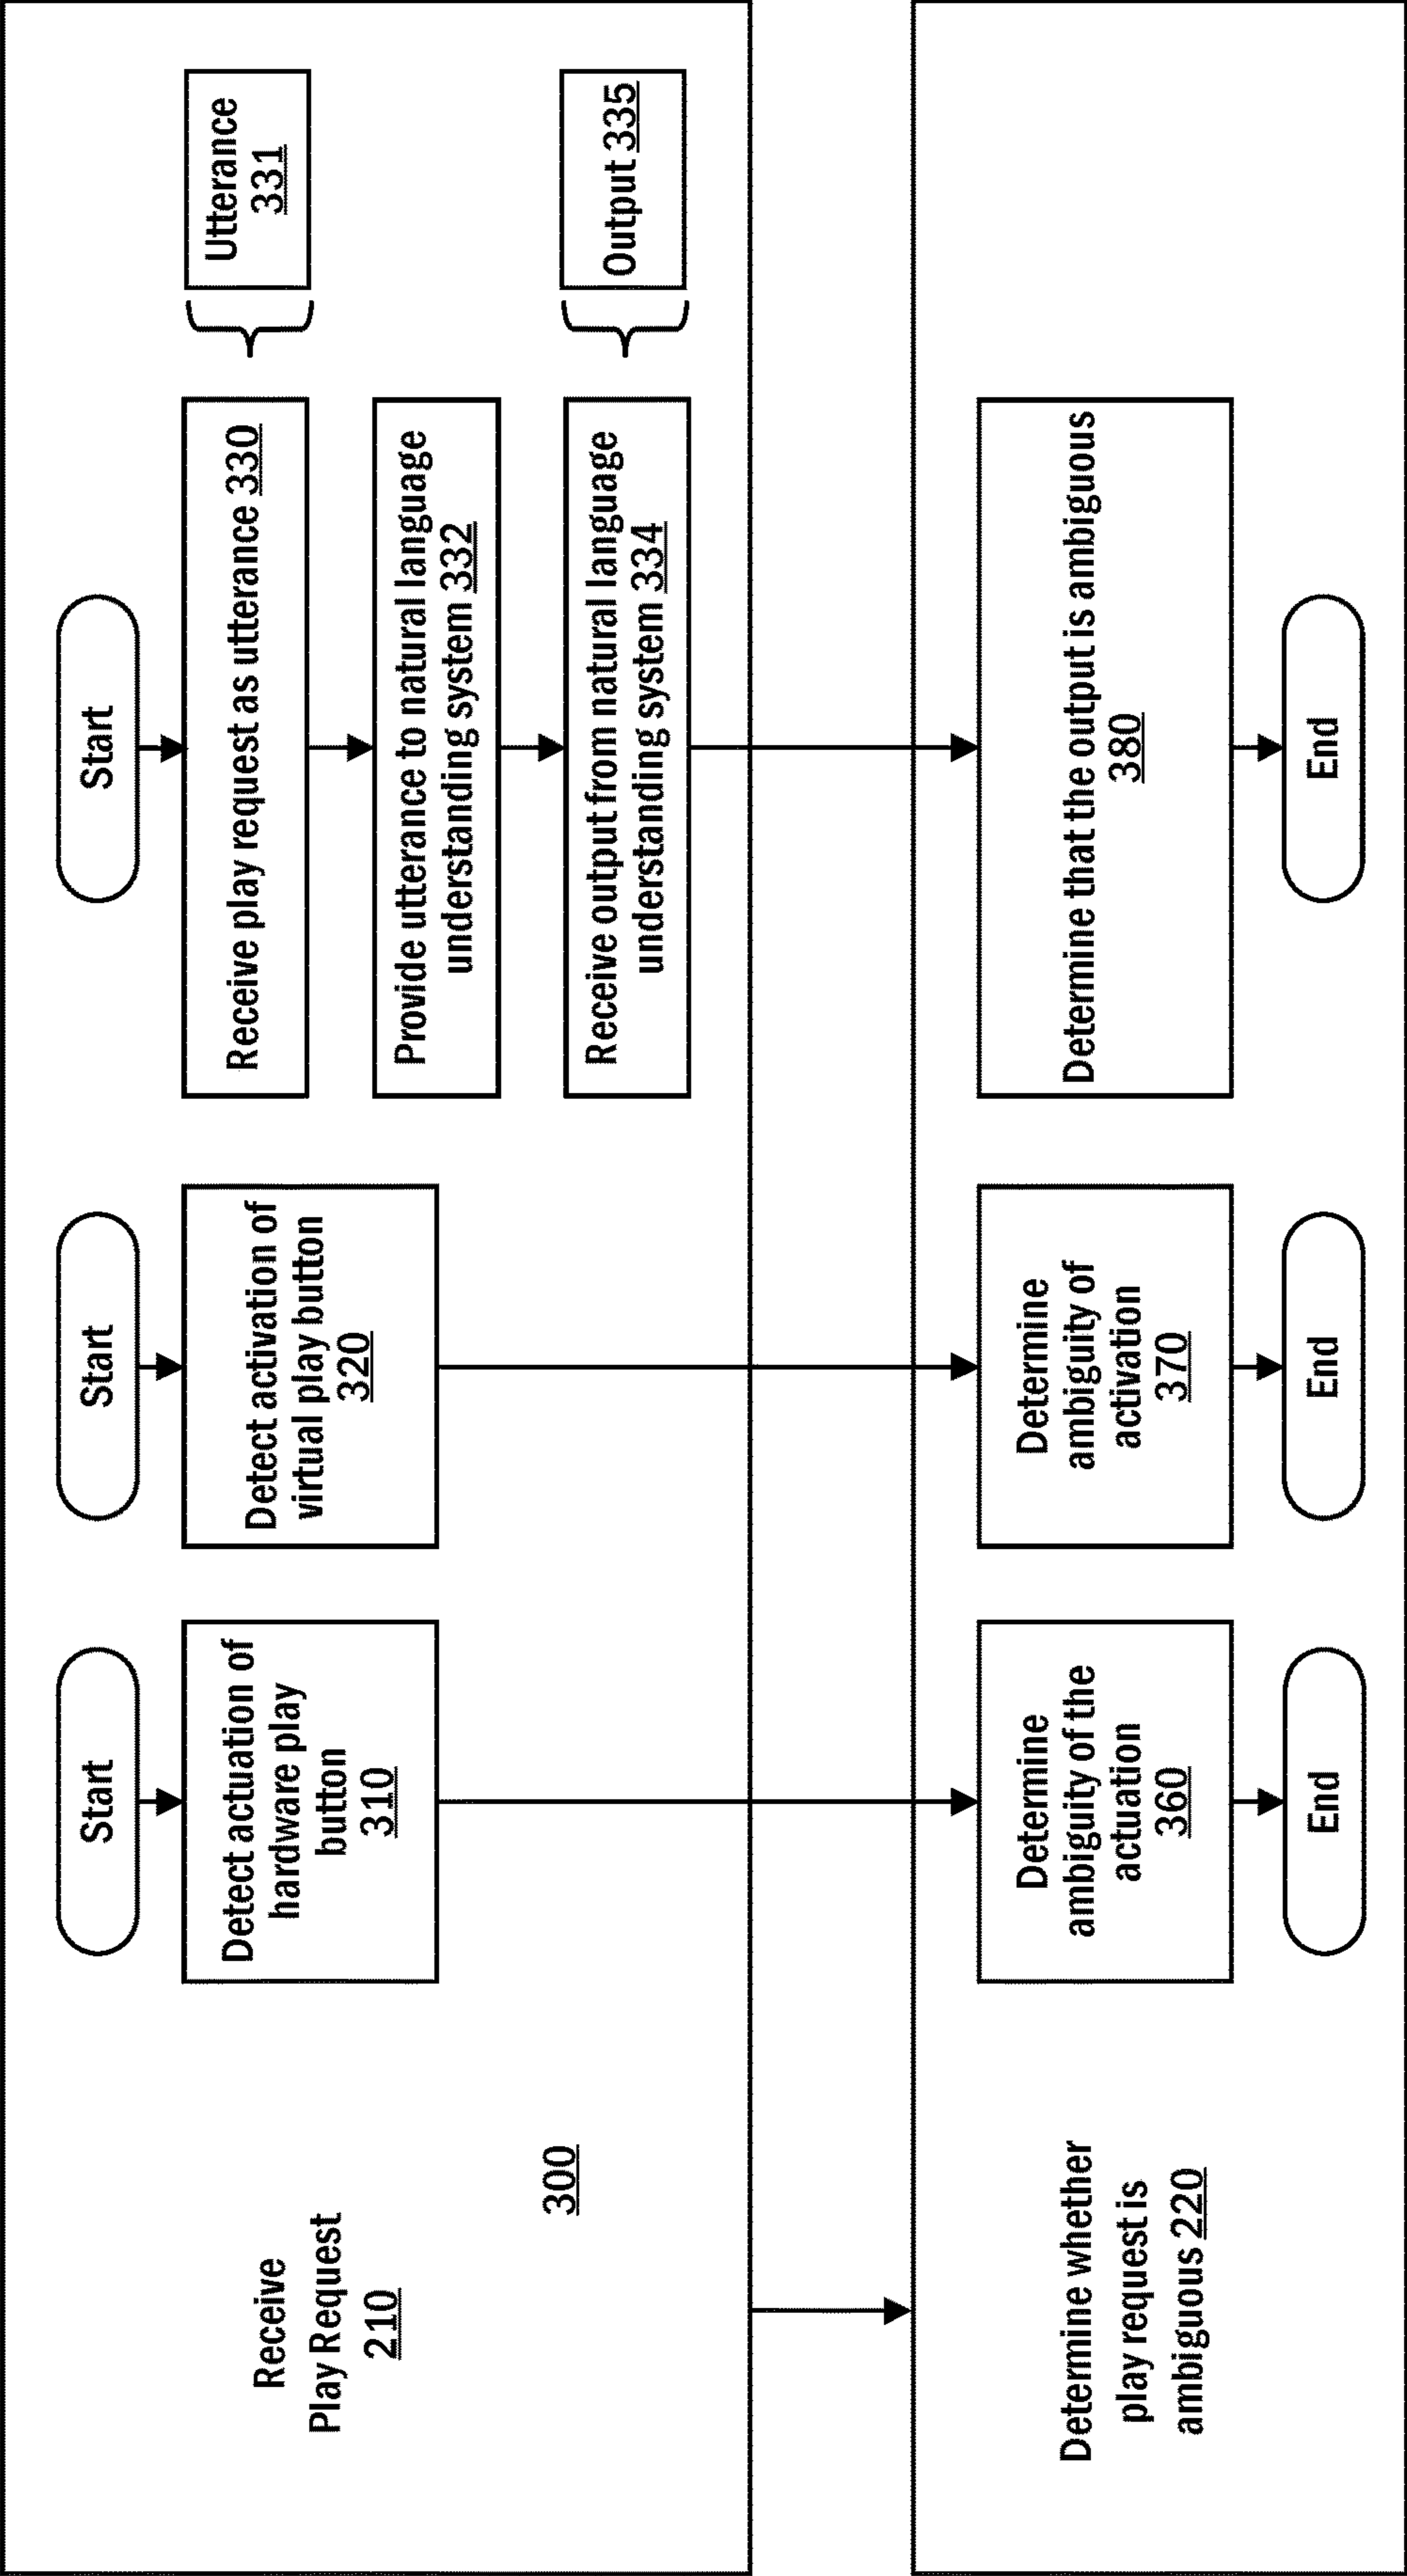 Receive
Play Request
210
300
Start
Detect actuation of
hardware play
button
310
Start
Detect activation of
virtual play button
320
Start
Receive play request as utterance 330
Utterance
331
Provide utterance to natural language
understanding system 332
Receive output from natural language
understanding system 334
Output 335
Determine whether
play request is
ambiguous 220
Determine
ambiguity of the
actuation
360
End
Determine
ambiguity of
activation
370
End
Determine that the output is ambiguous
380
End